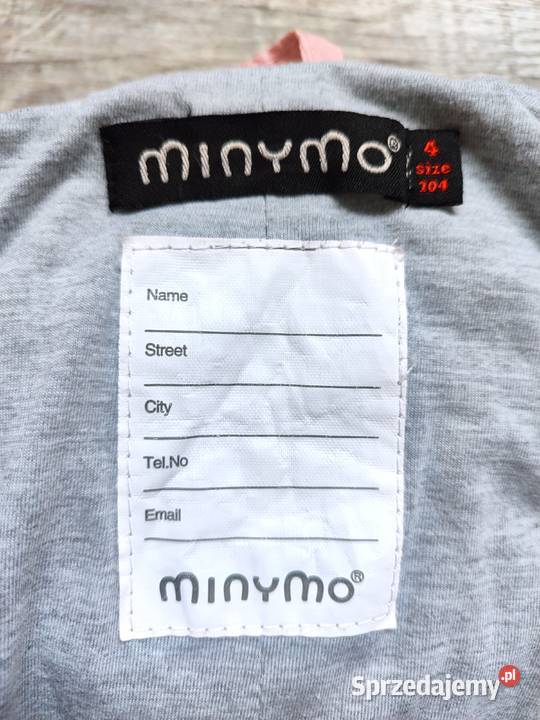 minymo®
4
size
104
Name
Street
City
Tel.No
Email
minymo®
Sprzedajemy.pl